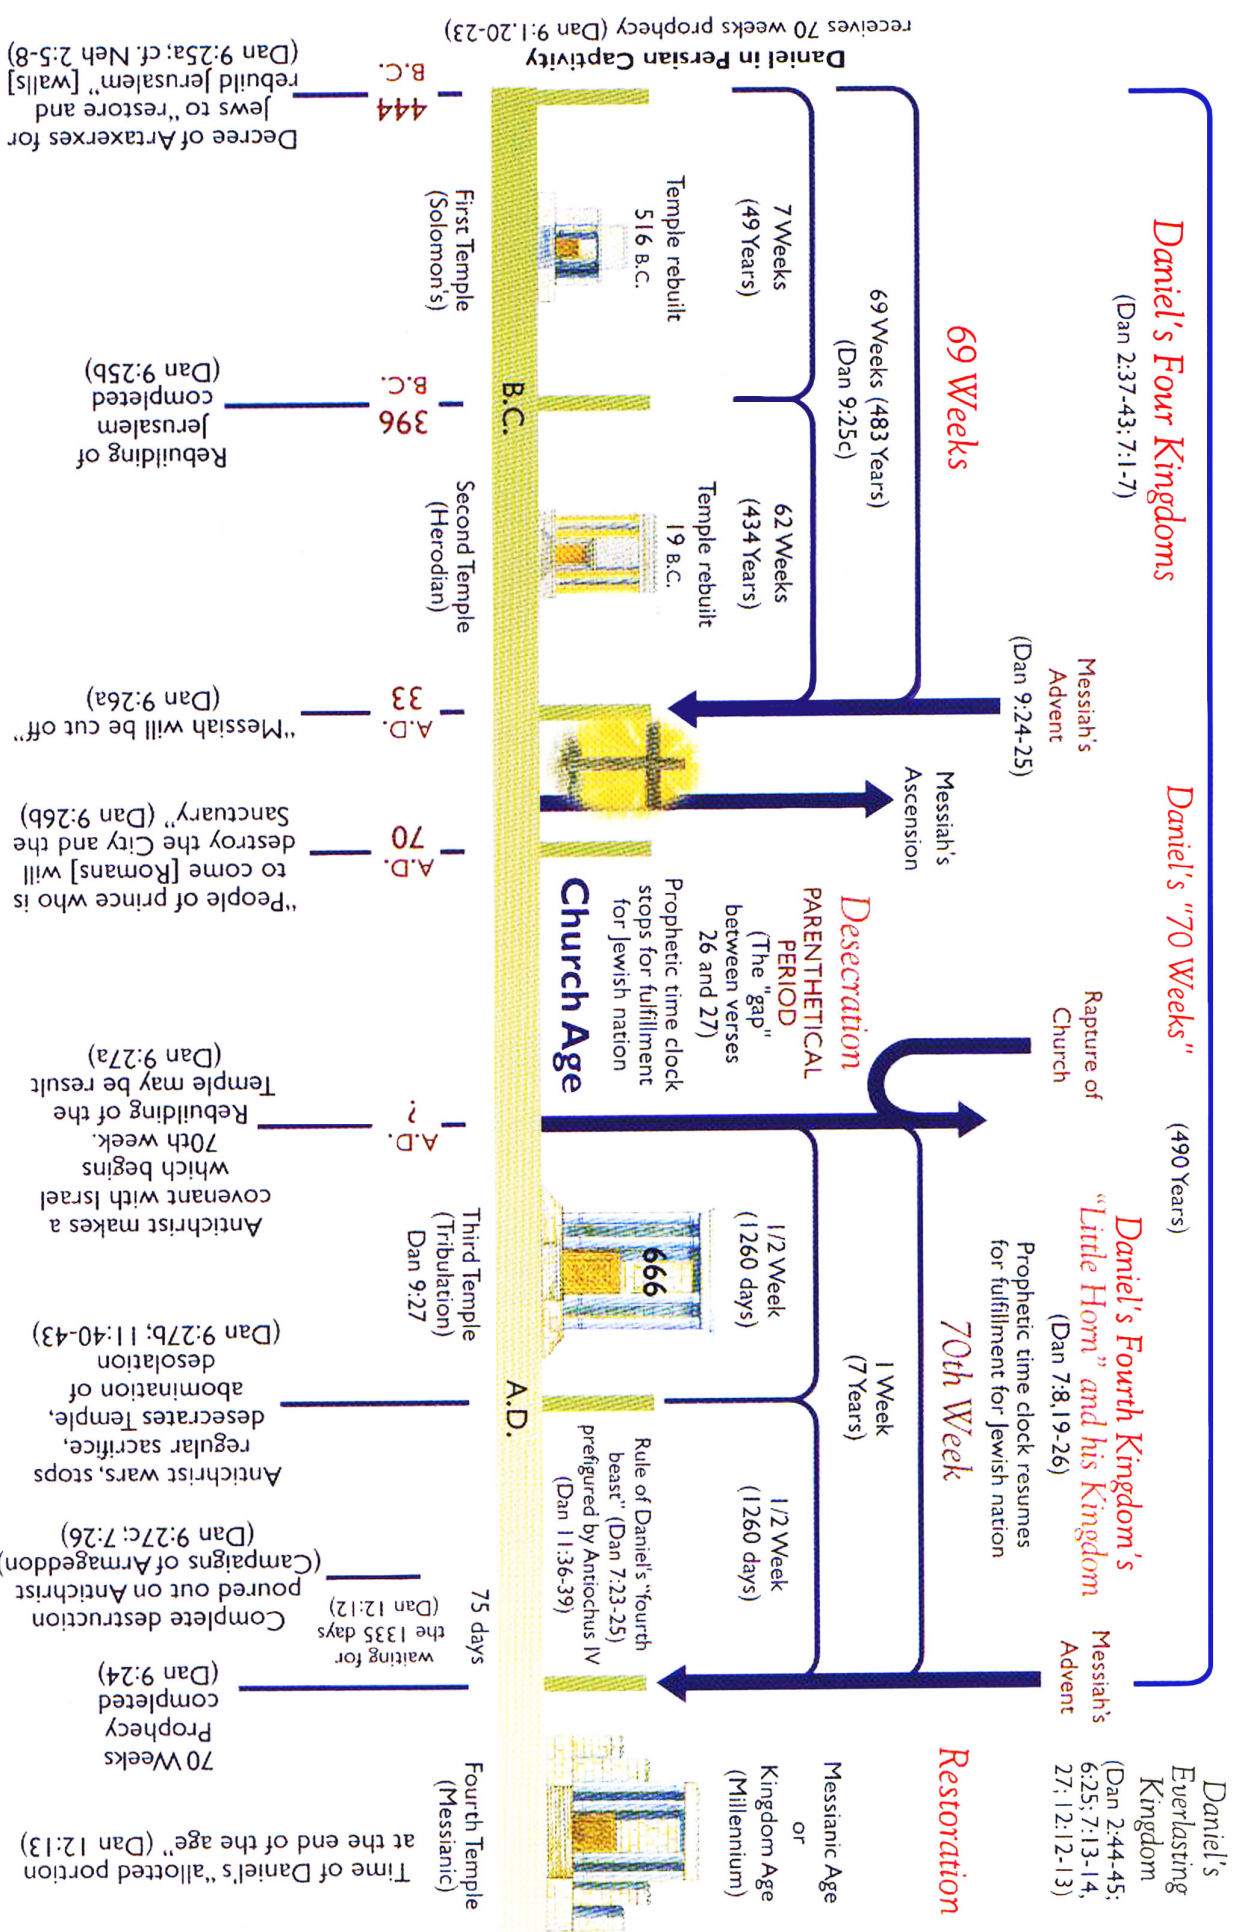 Daniel's Four Kingdoms
(Dan 2:37-43; 7:1-7)
Daniel's "70 Weeks"
(490 Years)
Daniel's Fourth Kingdom's
"Little Horn" and his Kingdom
(Dan 7:8,19-26)
Prophetic time clock resumes
for fulfillment for Jewish nation
Daniel's
Everlasting
Kingdom
(Dan 2:44-45;
6:25; 7:13-14,
27; 12:12-13)
69 Weeks
Messiah's
Advent
(Dan 9:24-25)
Messiah's
Ascension
Rapture of
Church
70th Week
Messiah's
Advent
Restoration
69 Weeks (483 Years)
(Dan 9:25c)
Desecration
PARENTHETICAL
PERIOD
(The "gap"
between verses
26 and 27)
Prophetic time clock
stops for fulfillment
for Jewish nation
Church Age
1 Week
(7 Years)
Messianic Age
or
Kingdom Age
(Millennium)
7 Weeks
(49 Years)
62 Weeks
(434 Years)
1/2 Week
(1260 days)
1/2 Week
(1260 days)
Daniel in Persian Captivity
receives 70 weeks prophecy (Dan 9:1,20-23)
Temple rebuilt
516 B.C.
Temple rebuilt
19 B.C.
666
Rule of Daniel's "fourth
beast" (Dan 7:23-25)
prefigured by Antiochus IV
(Dan 11:36-39)
B.C.
A.D.
First Temple
(Solomon's)
Second Temple
(Herodian)
Third Temple
(Tribulation)
Dan 9:27
75 days
Fourth Temple
(Messianic)
444
B.C.
Decree of Artaxerxes for
Jews to "restore" and
rebuild Jerusalem" [walls]
(Dan 9:25a; cf. Neh 2:5-8)
396
B.C.
Rebuilding of
Jerusalem
completed
(Dan 9:25b)
A.D.
33
"Messiah will be cut off"
(Dan 9:26a)
A.D.
70
"People of prince who is
to come [Romans] will
destroy the City and the
Sanctuary" (Dan 9:26b)
A.D.
?
Antichrist makes a
covenant with Israel
which begins
70th week.
Rebuilding of the
Temple may be result
(Dan 9:27a)
Antichrist wars, stops
regular sacrifice,
desecrates Temple,
abomination of
desolation
(Dan 9:27b; 11:40-43)
waiting for
the 1335 days
(Dan 12:12)
Complete destruction
poured out on Antichrist
(Campaigns of Armageddon)
(Dan 9:27c; 7:26)
70 Weeks
Prophecy
completed
(Dan 9:24)
Time of Daniel's "allotted portion
at the end of the age" (Dan 12:13)